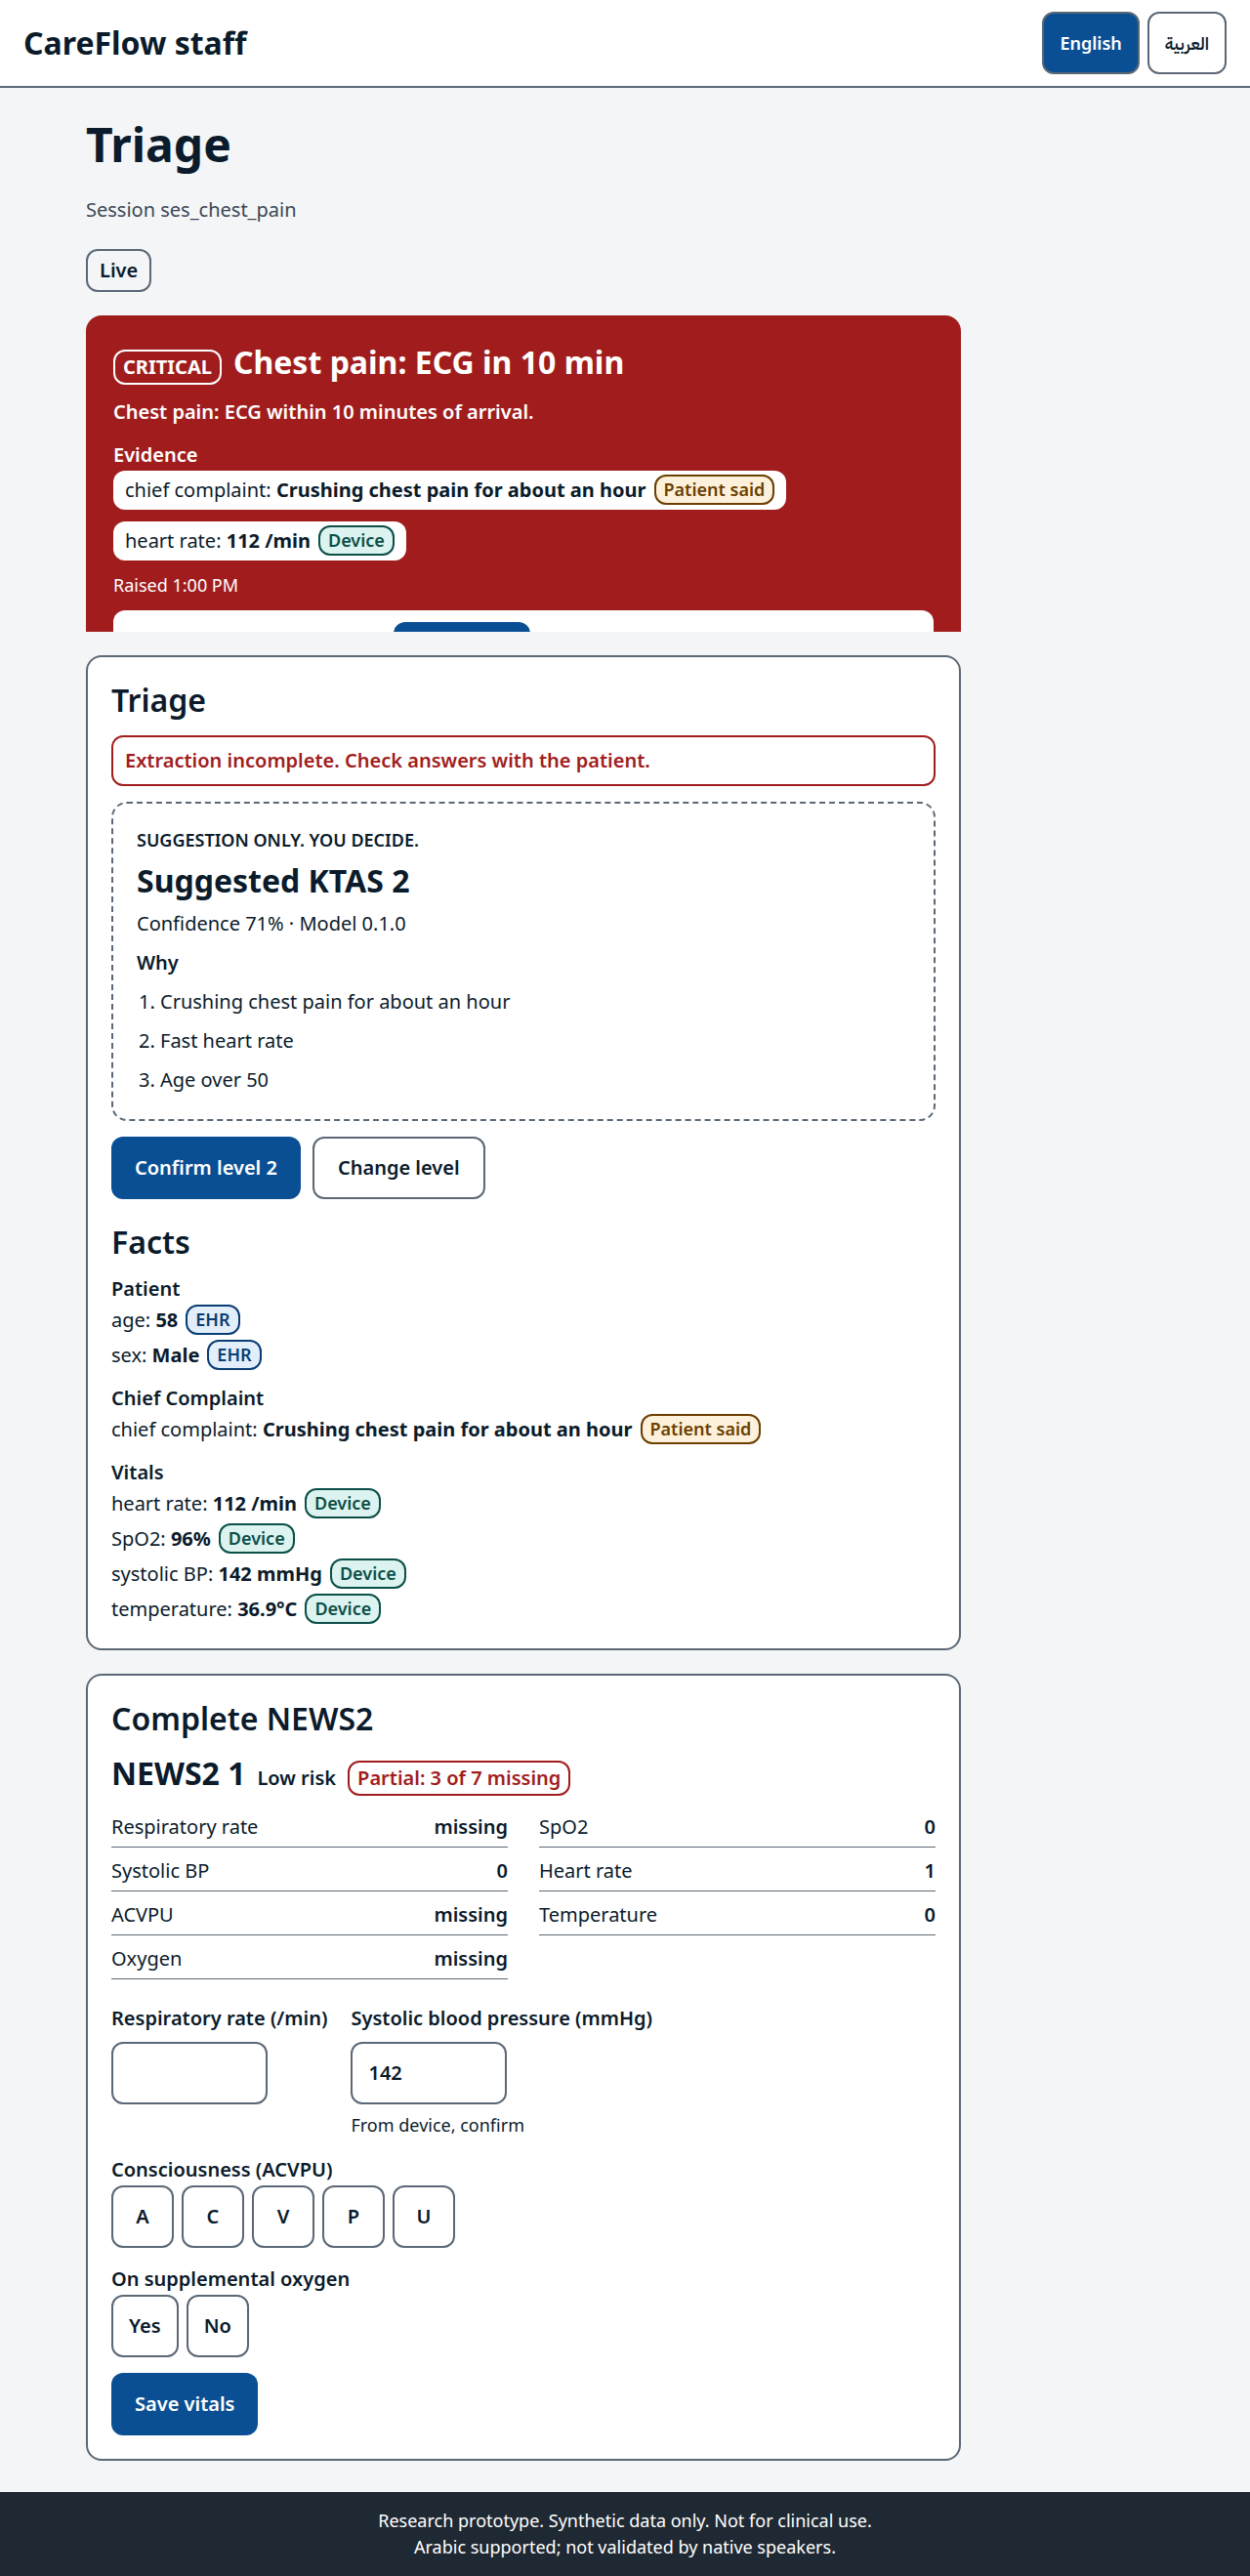 CareFlow staff
English
العربية
Triage
Session ses_chest_pain
Live
CRITICAL Chest pain: ECG in 10 min
Chest pain: ECG within 10 minutes of arrival.
Evidence
chief complaint: Crushing chest pain for about an hour Patient said
heart rate: 112 /min Device
Raised 1:00 PM
Triage
Extraction incomplete. Check answers with the patient.
SUGGESTION ONLY. YOU DECIDE.
Suggested KTAS 2
Confidence 71% · Model 0.1.0
Why
1. Crushing chest pain for about an hour
2. Fast heart rate
3. Age over 50
Confirm level 2
Change level
Facts
Patient
age: 58 EHR
sex: Male EHR
Chief Complaint
chief complaint: Crushing chest pain for about an hour Patient said
Vitals
heart rate: 112 /min Device
SpO2: 96% Device
systolic BP: 142 mmHg Device
temperature: 36.9°C Device
Complete NEWS2
NEWS2 1 Low risk Partial: 3 of 7 missing
Respiratory rate missing
SpO2 0
Systolic BP 0
Heart rate 1
ACVPU missing
Temperature 0
Oxygen missing
Respiratory rate (/min)
Systolic blood pressure (mmHg)
142
From device, confirm
Consciousness (ACVPU)
A C V P U
On supplemental oxygen
Yes No
Save vitals
Research prototype. Synthetic data only. Not for clinical use.
Arabic supported; not validated by native speakers.